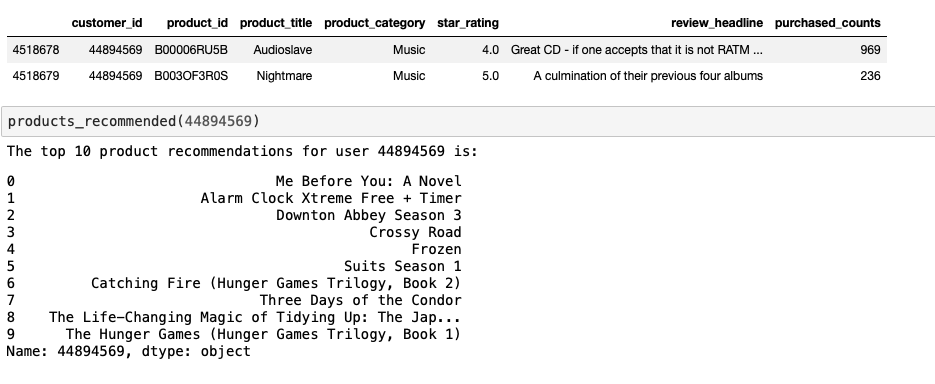 customer_id product_id product_title product_category star_rating review_headline purchased_counts
4518678 44894569 B00006RU5B Audioslave Music 4.0 Great CD - if one accepts that it is not RATM ... 969
4518679 44894569 B003OF3R0S Nightmare Music 5.0 A culmination of their previous four albums 236
products_recommended(44894569)
The top 10 product recommendations for user 44894569 is:
0 Me Before You: A Novel
1 Alarm Clock Xtreme Free + Timer
2 Downton Abbey Season 3
3 Crossy Road
4 Frozen
5 Suits Season 1
6 Catching Fire (Hunger Games Trilogy, Book 2)
7 Three Days of the Condor
8 The Life-Changing Magic of Tidying Up: The Jap...
9 The Hunger Games (Hunger Games Trilogy, Book 1)
Name: 44894569, dtype: object